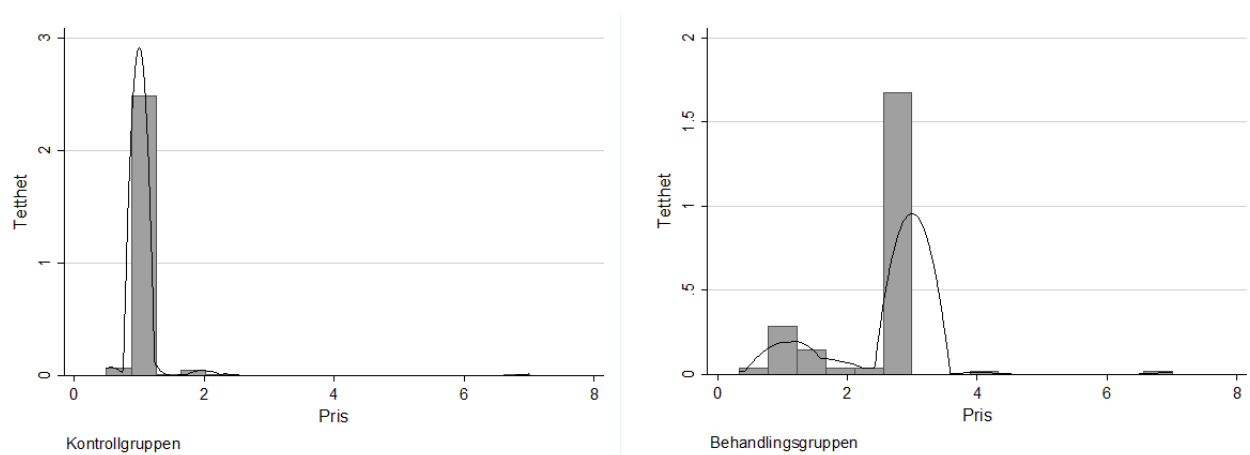 3
2
1
0
Tetthet
0 2 4 6 8
Pris
Kontrollgruppen
2
1.5
1
.5
0
Tetthet
0 2 4 6 8
Pris
Behandlingsgruppen